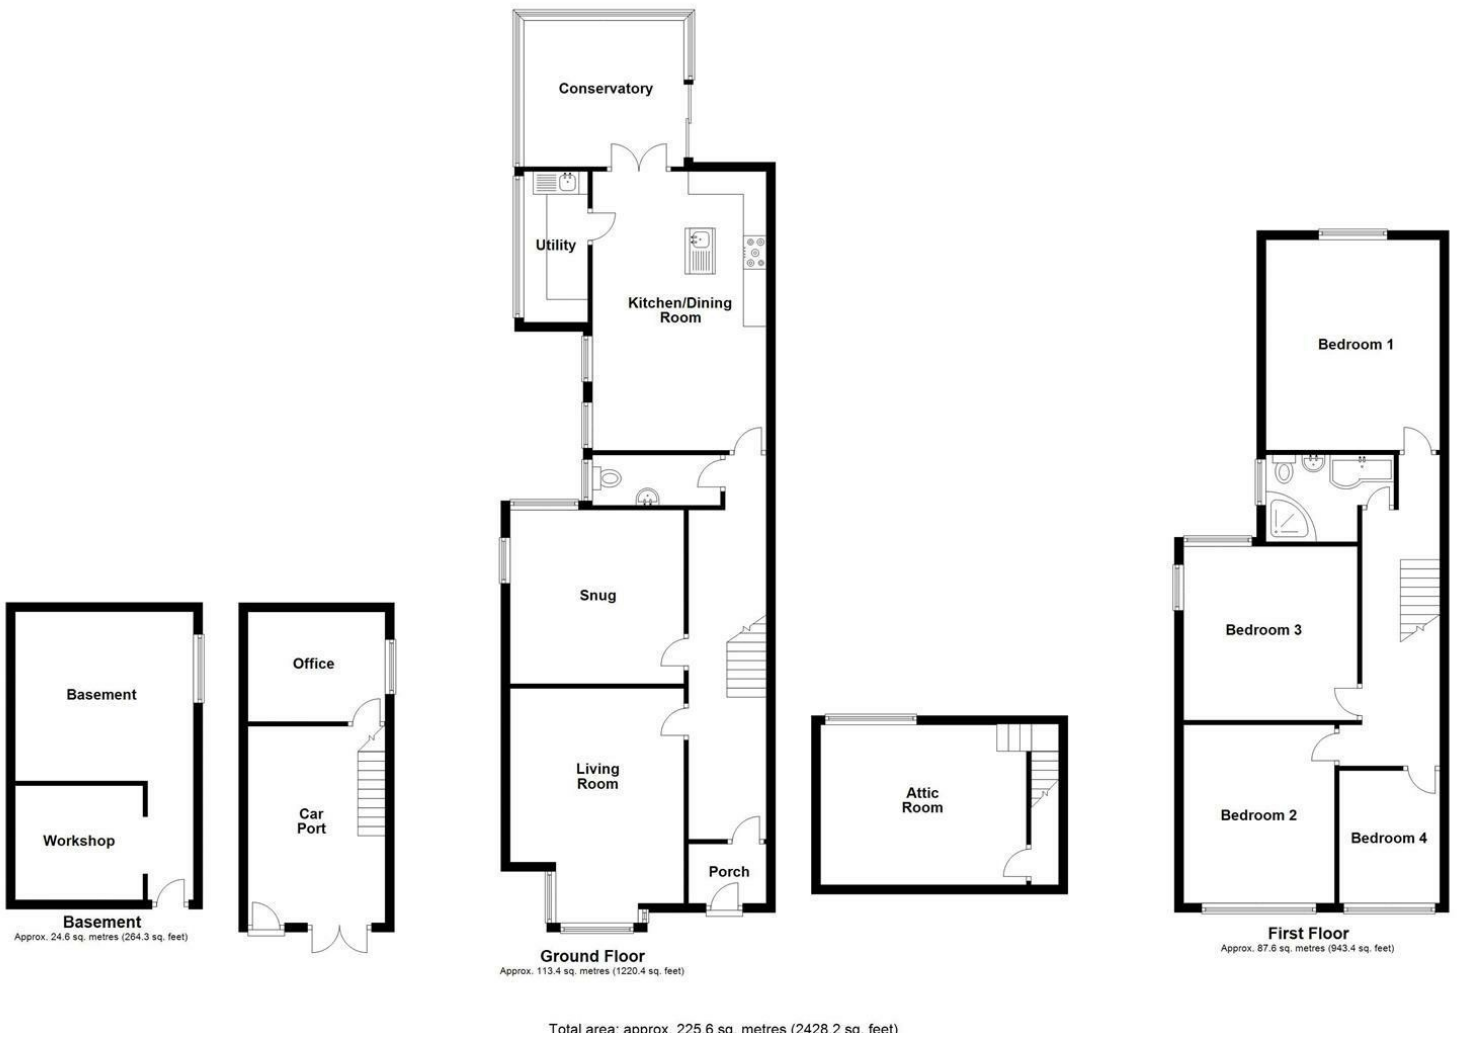 Conservatory
Utility
Kitchen/Dining
Room
Snug
Living
Room
Porch
Basement
Workshop
Basement
Approx. 24.6 sq. metres (264.3 sq. feet)
Office
Car
Port
Ground Floor
Approx. 113.4 sq. metres (1220.4 sq. feet)
Attic
Room
Bedroom 1
Bedroom 3
Bedroom 2
Bedroom 4
First Floor
Approx. 87.6 sq. metres (943.4 sq. feet)
Total area: approx. 225.6 sq. metres (2428.2 sq. feet)